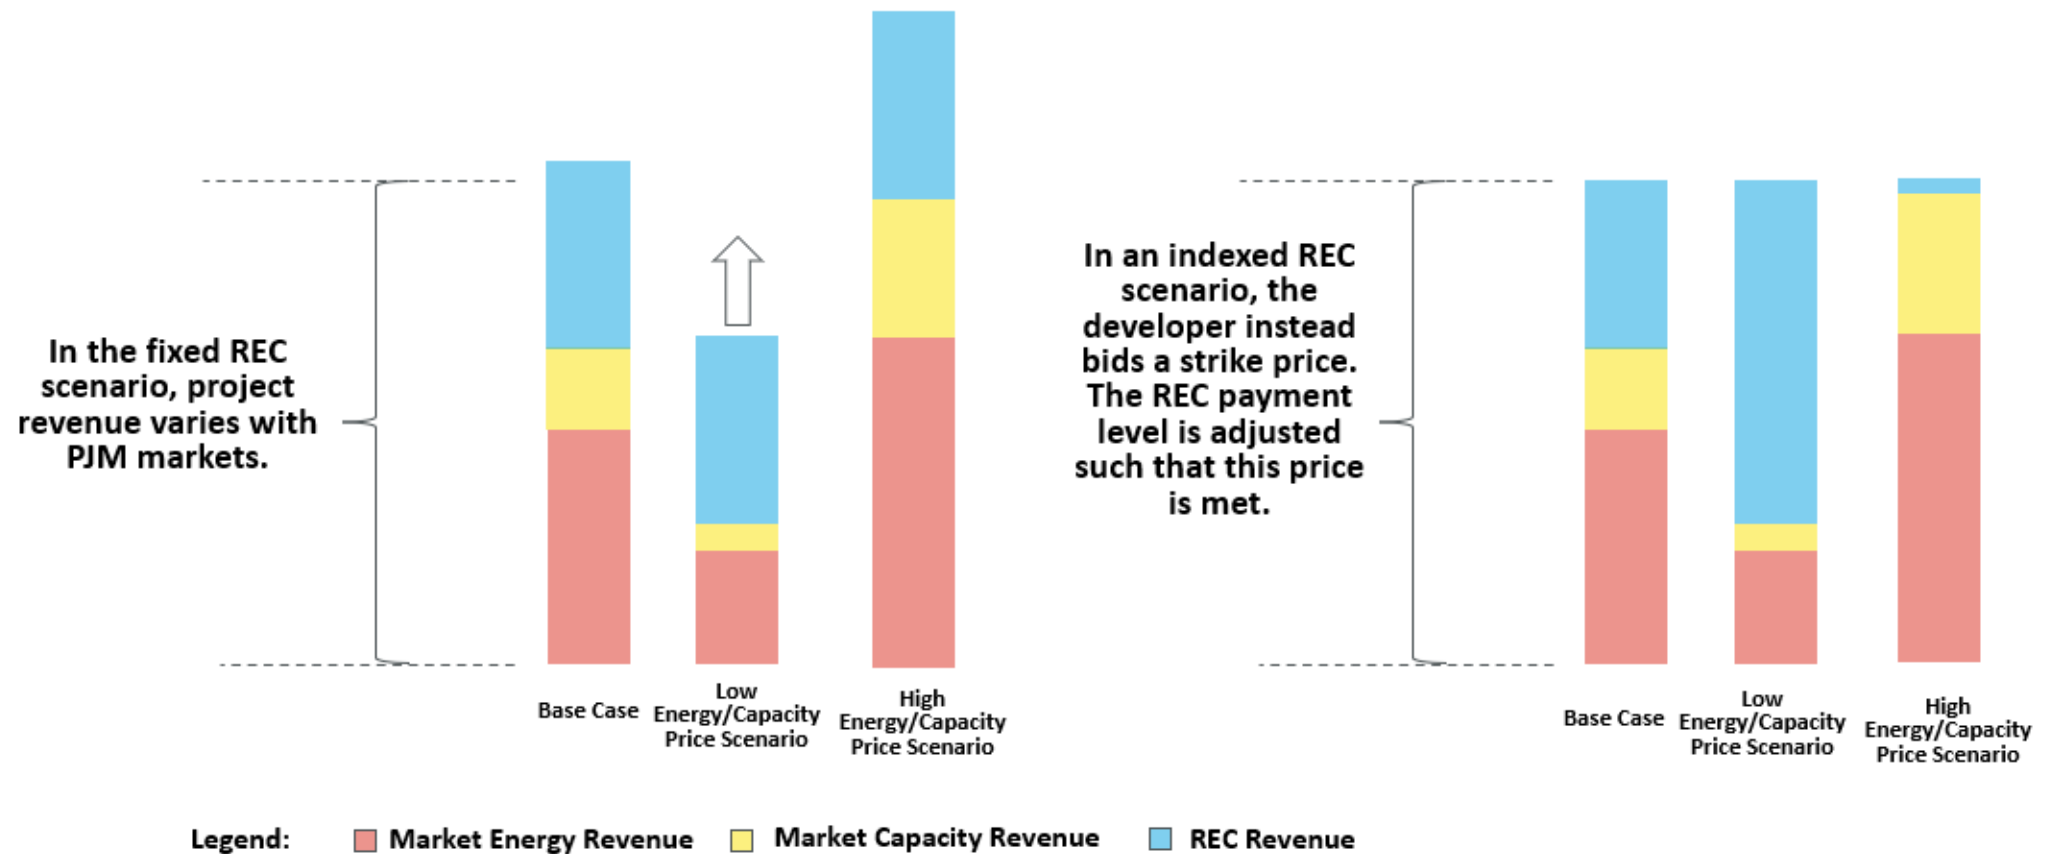 In the fixed REC
scenario, project
revenue varies with
PJM markets.
Base Case
Low
Energy/Capacity
Price Scenario
High
Energy/Capacity
Price Scenario
In an indexed REC
scenario, the
developer instead
bids a strike price.
The REC payment
level is adjusted
such that this price
is met.
Base Case
Low
Energy/Capacity
Price Scenario
High
Energy/Capacity
Price Scenario
Legend: Market Energy Revenue Market Capacity Revenue REC Revenue